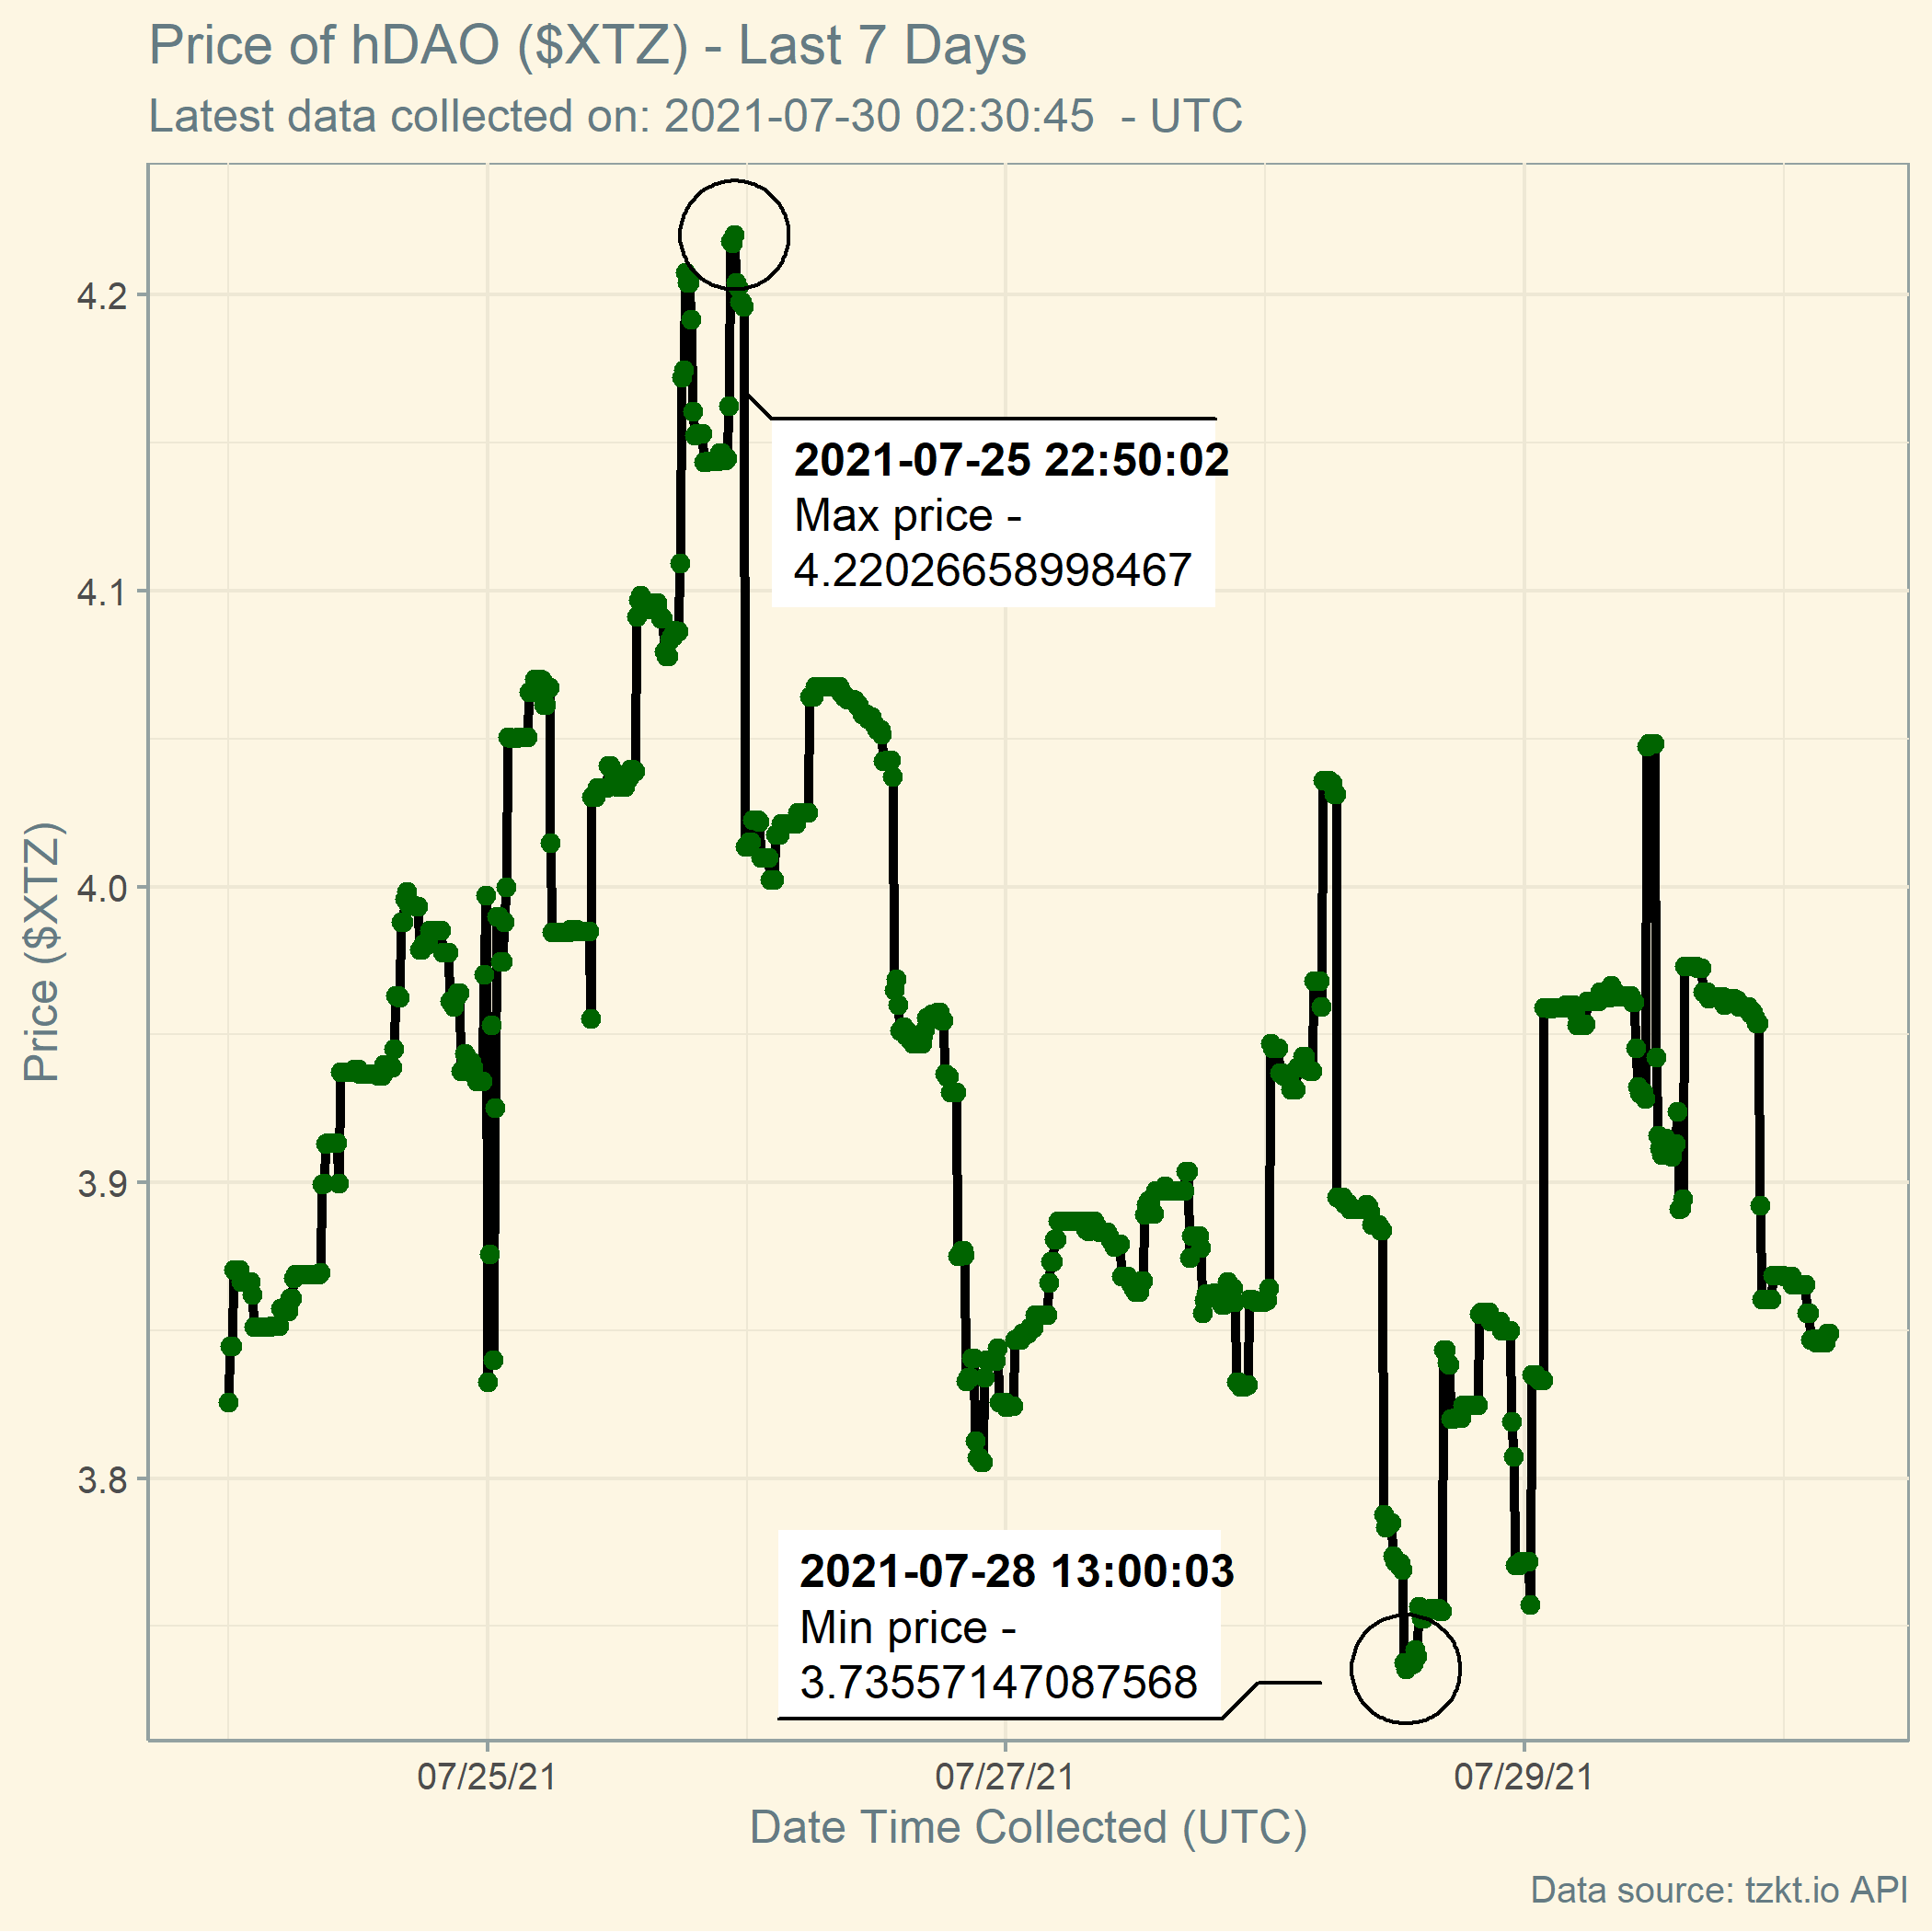 Price of hDAO ($XTZ) - Last 7 Days
Latest data collected on: 2021-07-30 02:30:45  - UTC
4.2
4.1
4.0
3.9
3.8
Price ($XTZ)
2021-07-25 22:50:02
Max price -
4.22026658998467
2021-07-28 13:00:03
Min price -
3.73557147087568
07/25/21
07/27/21
07/29/21
Date Time Collected (UTC)
Data source: tzkt.io API